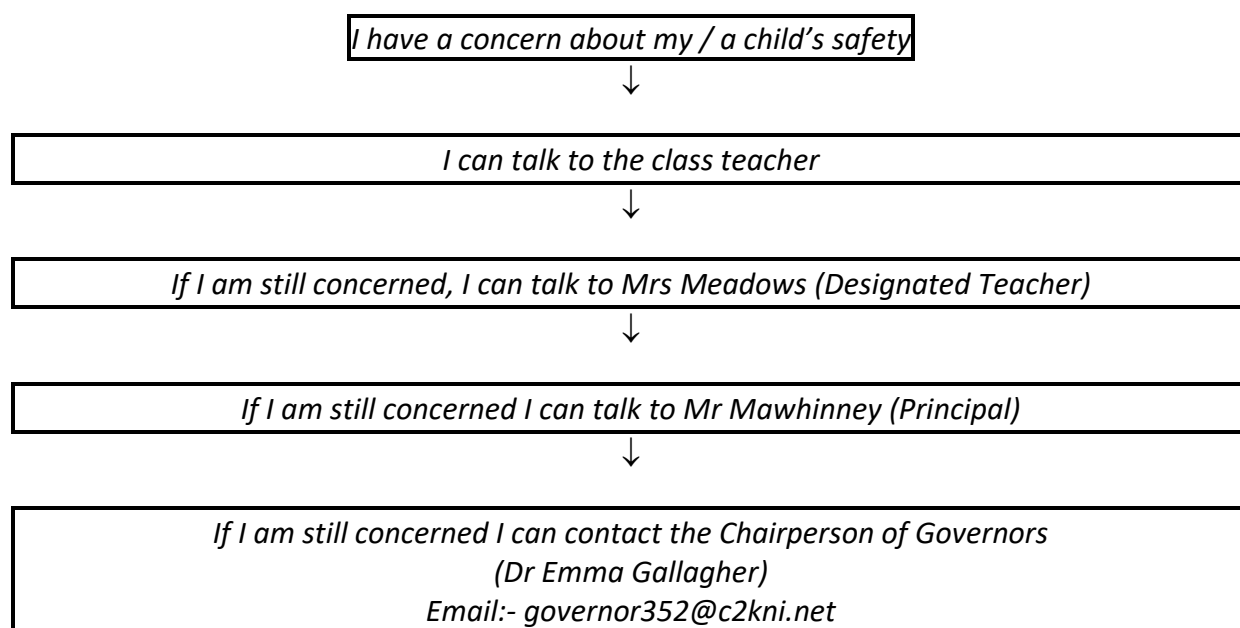 I have a concern about my / a child’s safety
↓
I can talk to the class teacher
↓
If I am still concerned, I can talk to Mrs Meadows (Designated Teacher)
↓
If I am still concerned I can talk to Mr Mawhinney (Principal)
↓
If I am still concerned I can contact the Chairperson of Governors
(Dr Emma Gallagher)
Email:- governor352@c2kni.net